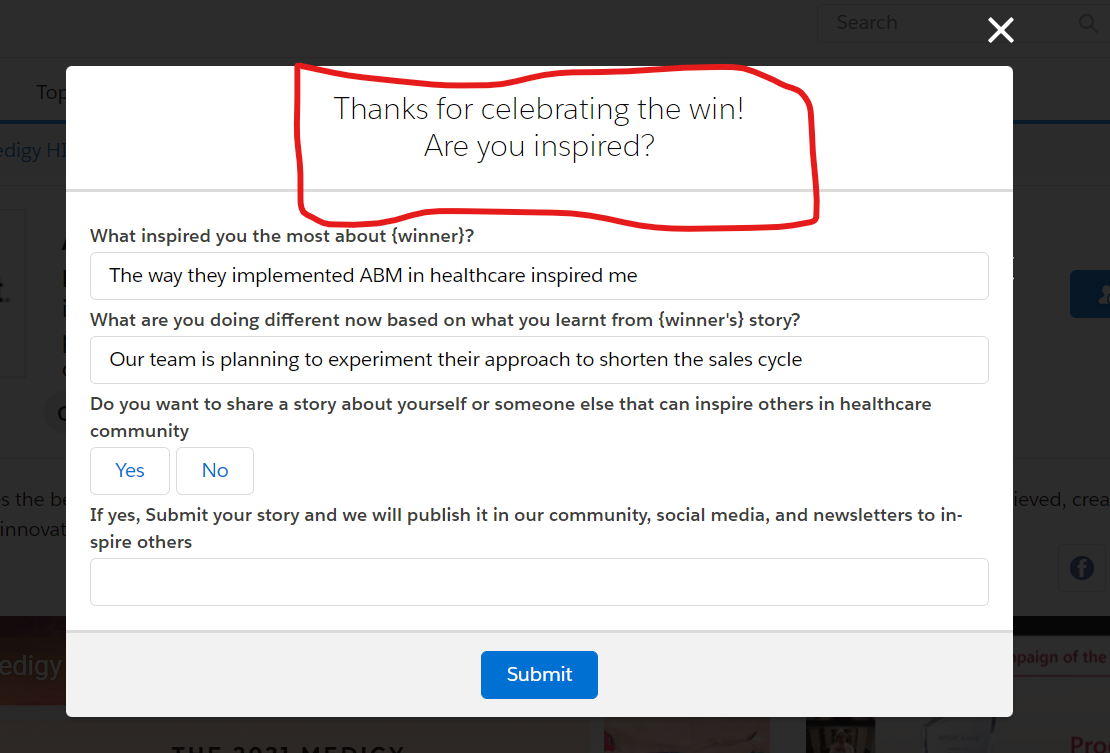 Search
Top
edigy HI
Thanks for celebrating the win!
Are you inspired?
What inspired you the most about {winner}?
The way they implemented ABM in healthcare inspired me
What are you doing different now based on what you learnt from {winner's} story?
Our team is planning to experiment their approach to shorten the sales cycle
Do you want to share a story about yourself or someone else that can inspire others in healthcare
community
Yes No
s the be
ieved, crea
If yes, Submit your story and we will publish it in our community, social media, and newsletters to in-
spire others
innovat
edigy
paign of the
Submit
THE 2021 MEDIGY
Pro